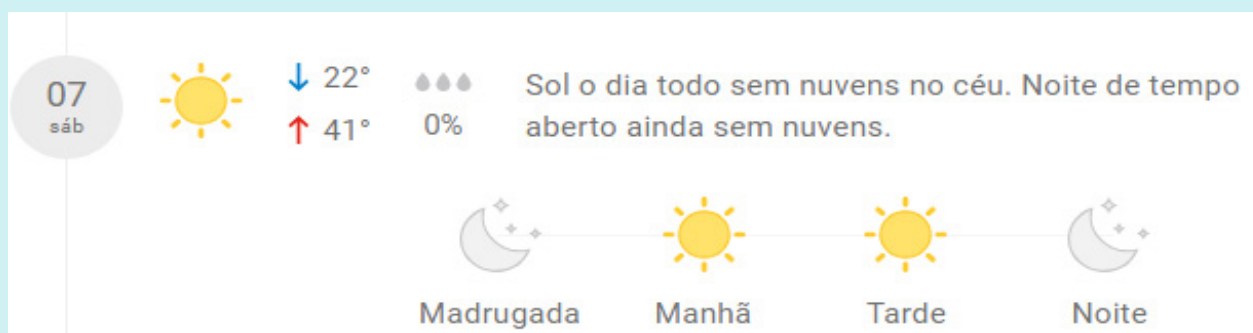 07
sáb
↓ 22°
↑ 41°
0%
Sol o dia todo sem nuvens no céu. Noite de tempo
aberto ainda sem nuvens.
Madrugada Manhã Tarde Noite